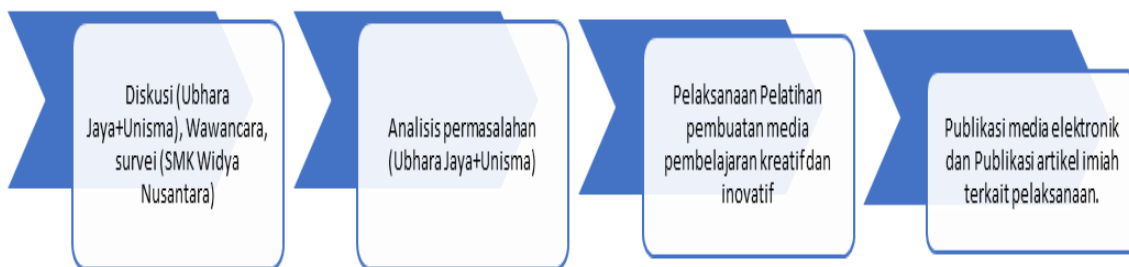 Diskusi (Ubhara
Jaya+Unisma), Wawancara,
survei (SMK Widya
Nusantara)
Analisis permasalahan
(Ubhara Jaya+Unisma)
Pelaksanaan Pelatihan
pembuatan media
pembelajaran kreatif dan
inovatif
Publikasi media elektronik
dan Publikasi artikel imiah
terkait pelaksanaan.